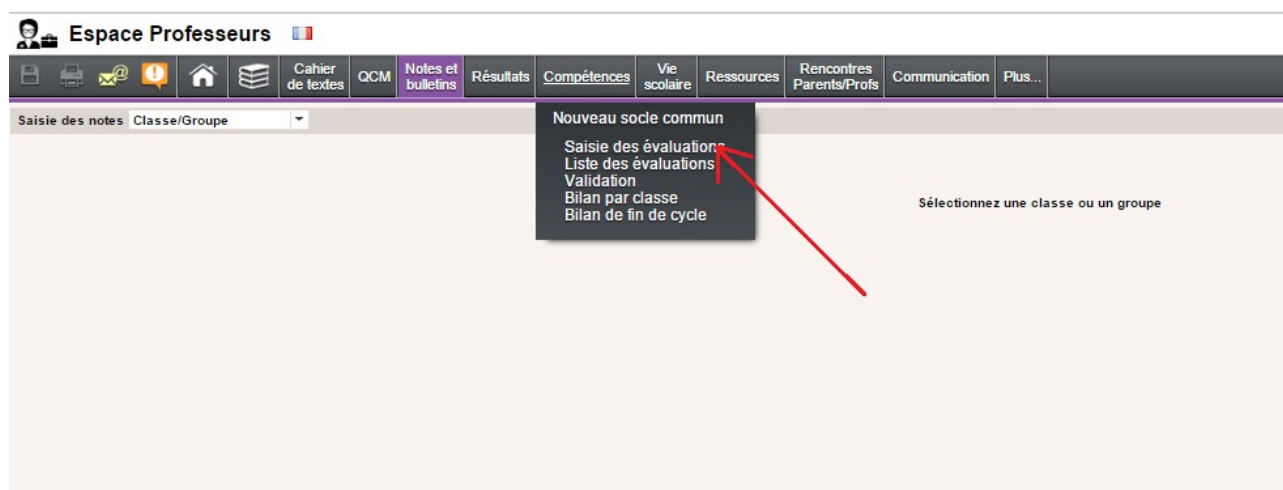 Espace Professeurs
Cahier de textes
QCM
Notes et bulletins
Résultats
Compétences
Vie scolaire
Ressources
Rencontres Parents/Profs
Communication
Plus...
Saisie des notes Classe/Groupe
Nouveau socle commun
Saisie des évaluations
Liste des évaluations
Validation
Bilan par classe
Bilan de fin de cycle
Sélectionnez une classe ou un groupe